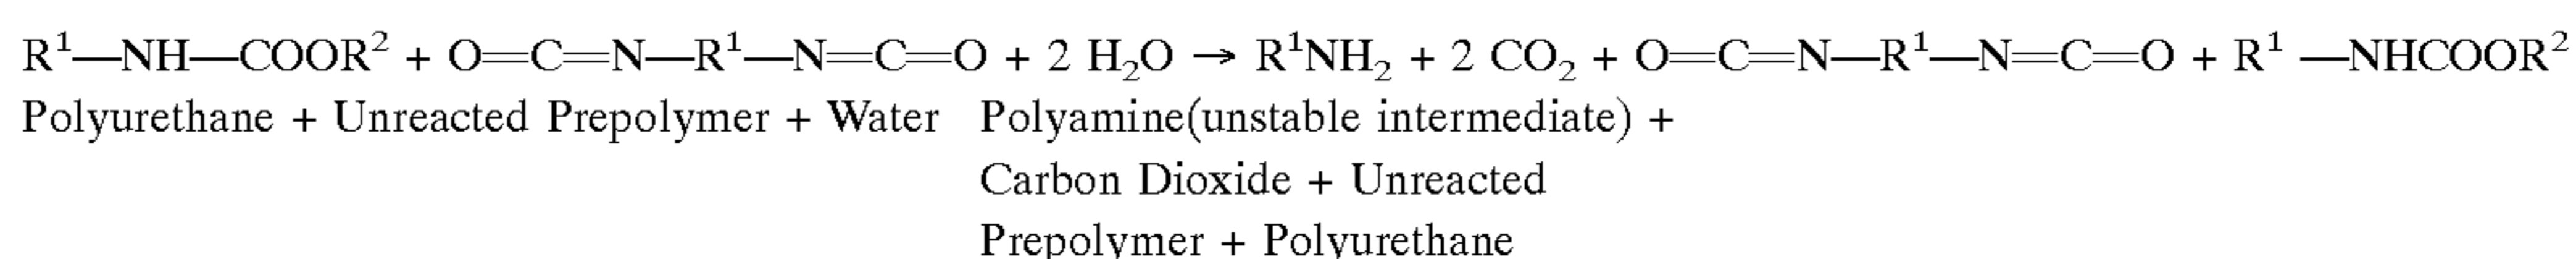 R¹—NH—COOR² + O=C=N—R¹—N=C=O + 2 H₂O → R¹NH₂ + 2 CO₂ + O=C=N—R¹—N=C=O + R¹ —NHCOOR²
Polyurethane + Unreacted Prepolymer + Water Polyamine(unstable intermediate) +
Carbon Dioxide + Unreacted
Prepolymer + Polyurethane